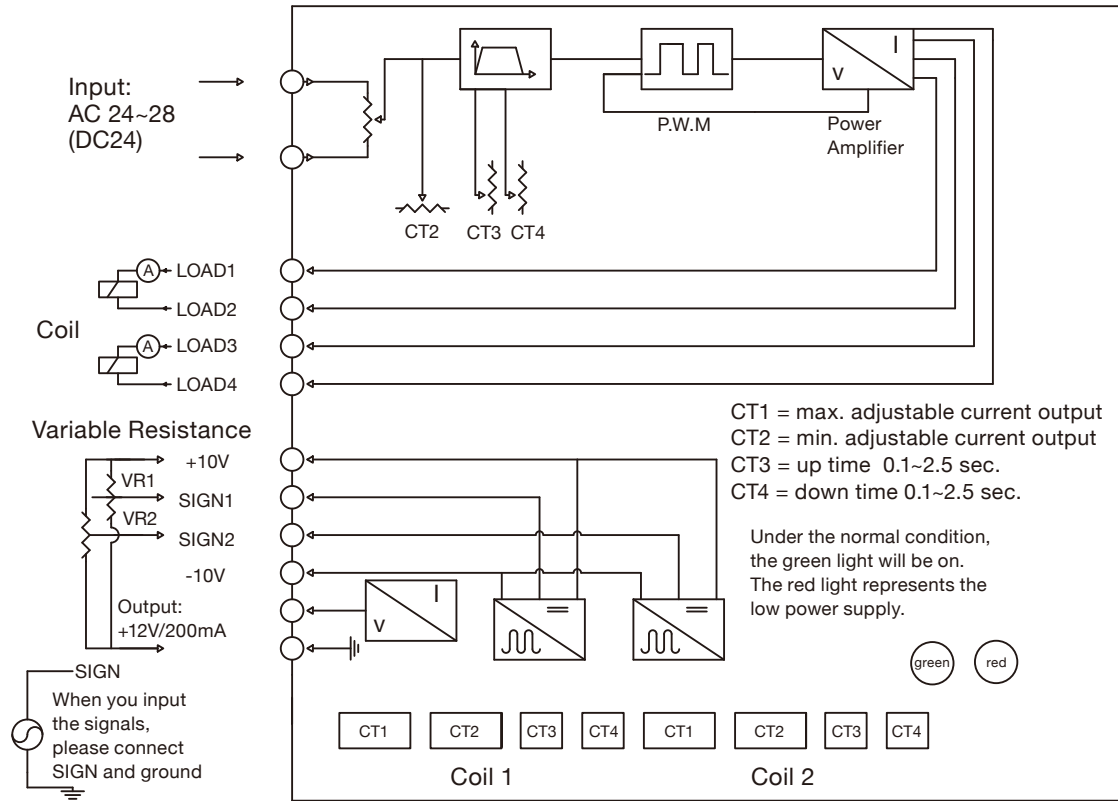 Input:
AC 24~28
(DC24)
I
V
P.W.M
Power
Amplifier
CT2
CT3
CT4
A
LOAD1
LOAD2
Coil
A
LOAD3
LOAD4
CT1 = max. adjustable current output
CT2 = min. adjustable current output
CT3 = up time 0.1~2.5 sec.
CT4 = down time 0.1~2.5 sec.
Variable Resistance
+10V
VR1
SIGN1
VR2
SIGN2
-10V
Output:
+12V/200mA
I
V
Under the normal condition,
the green light will be on.
The red light represents the
low power supply.
green
red
SIGN
When you input
the signals,
please connect
SIGN and ground
CT1
CT2
CT3
CT4
CT1
CT2
CT3
CT4
Coil 1
Coil 2